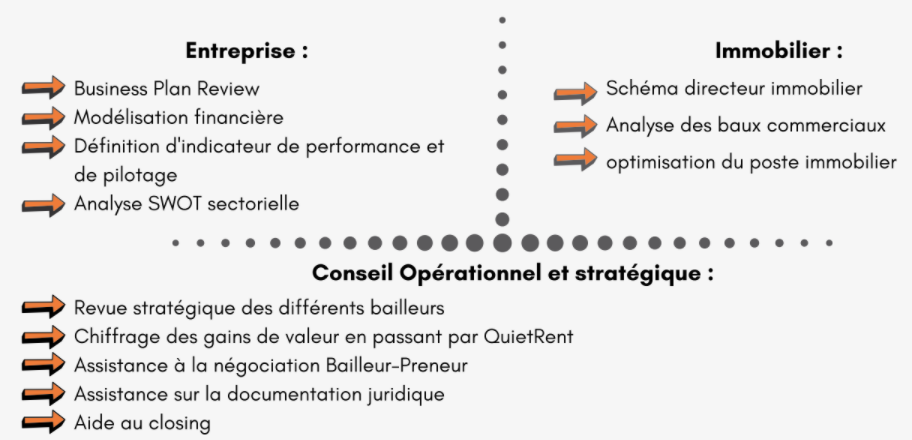 Entreprise :
Business Plan Review
Modélisation financière
Définition d'indicateur de performance et
de pilotage
Analyse SWOT sectorielle
Immobilier :
Schéma directeur immobilier
Analyse des baux commerciaux
optimisation du poste immobilier
Conseil Opérationnel et stratégique :
Revue stratégique des différents bailleurs
Chiffrage des gains de valeur en passant par QuietRent
Assistance à la négociation Bailleur-Preneur
Assistance sur la documentation juridique
Aide au closing